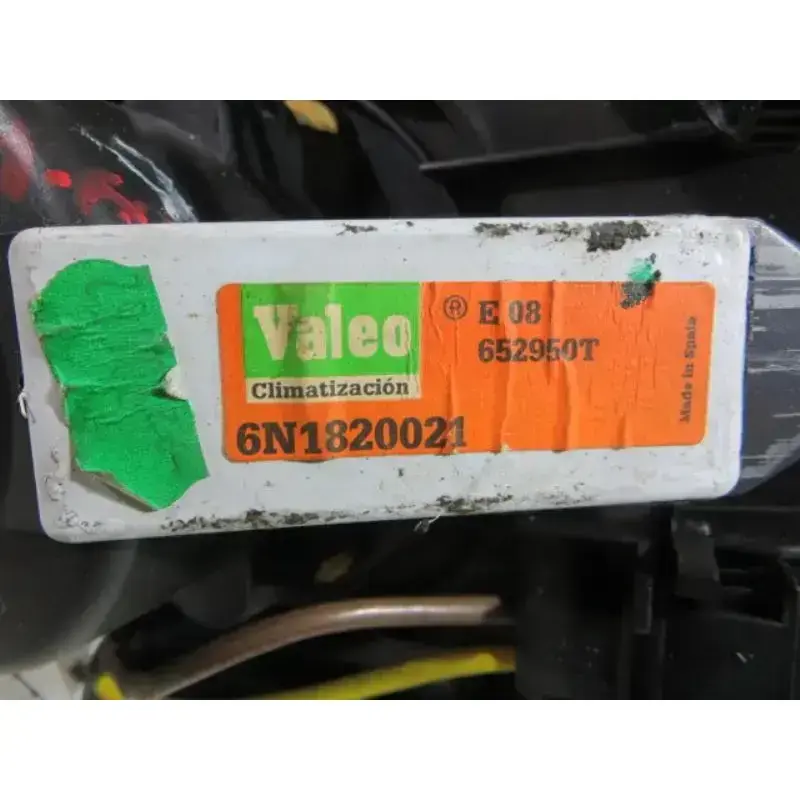 Valeo
Climatización
® E 08
652950T
6N1820021
Made in Spain